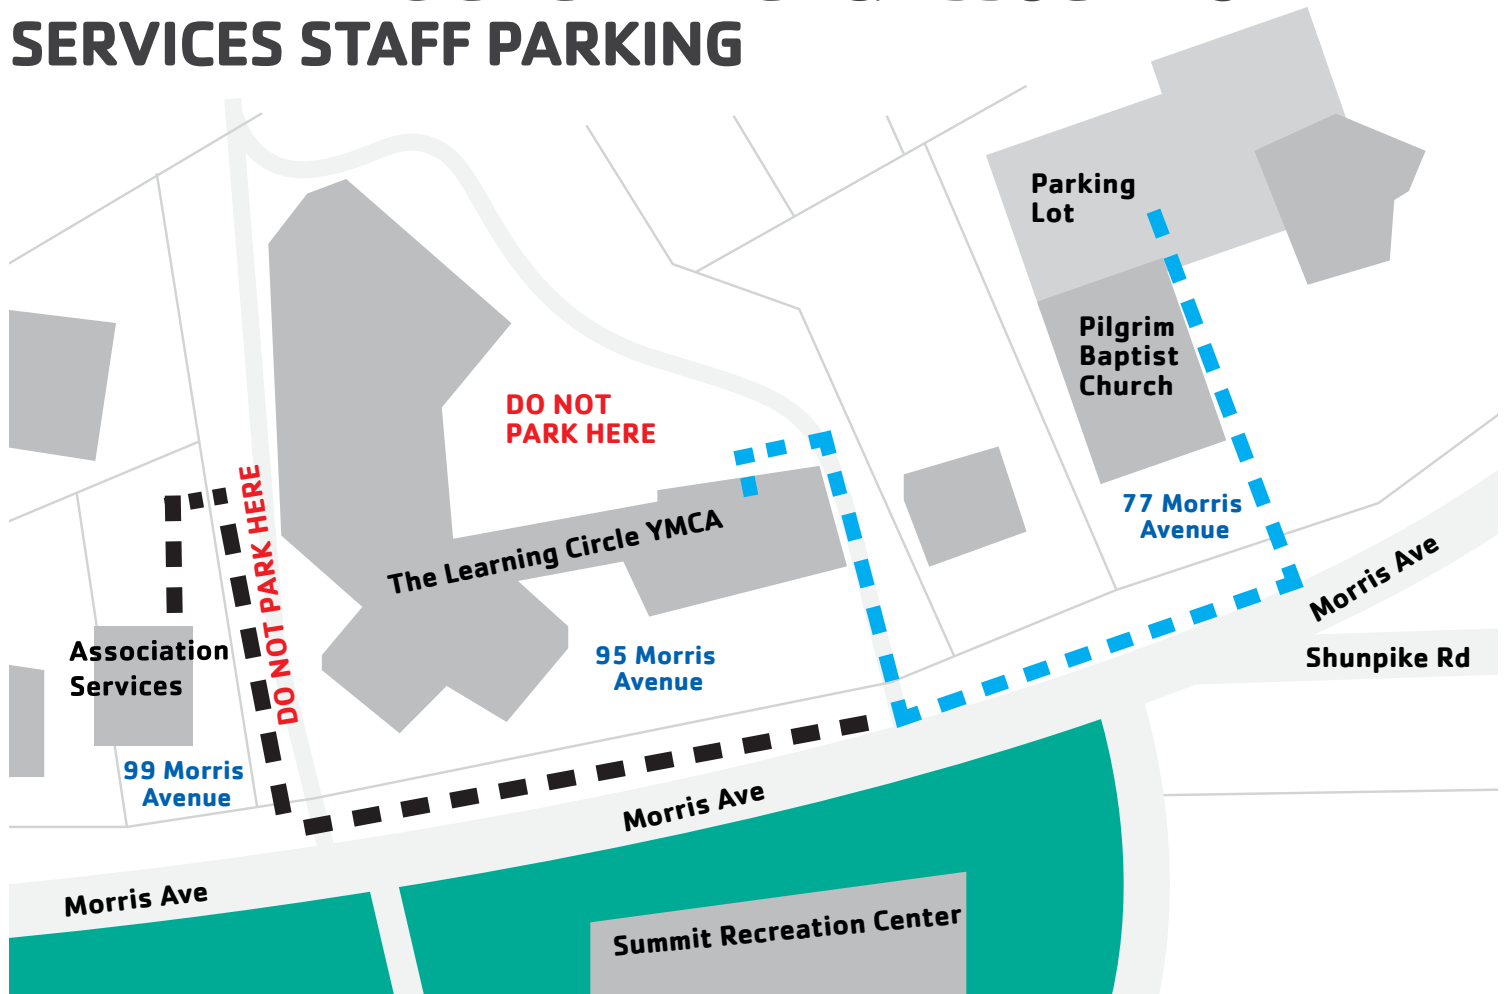 SERVICES STAFF PARKING
Parking
Lot
Pilgrim
Baptist
Church
DO NOT
PARK HERE
77 Morris
Avenue
DO NOT PARK HERE
The Learning Circle YMCA
Morris Ave
Association
Services
95 Morris
Avenue
Shunpike Rd
99 Morris
Avenue
Morris Ave
Morris Ave
Summit Recreation Center